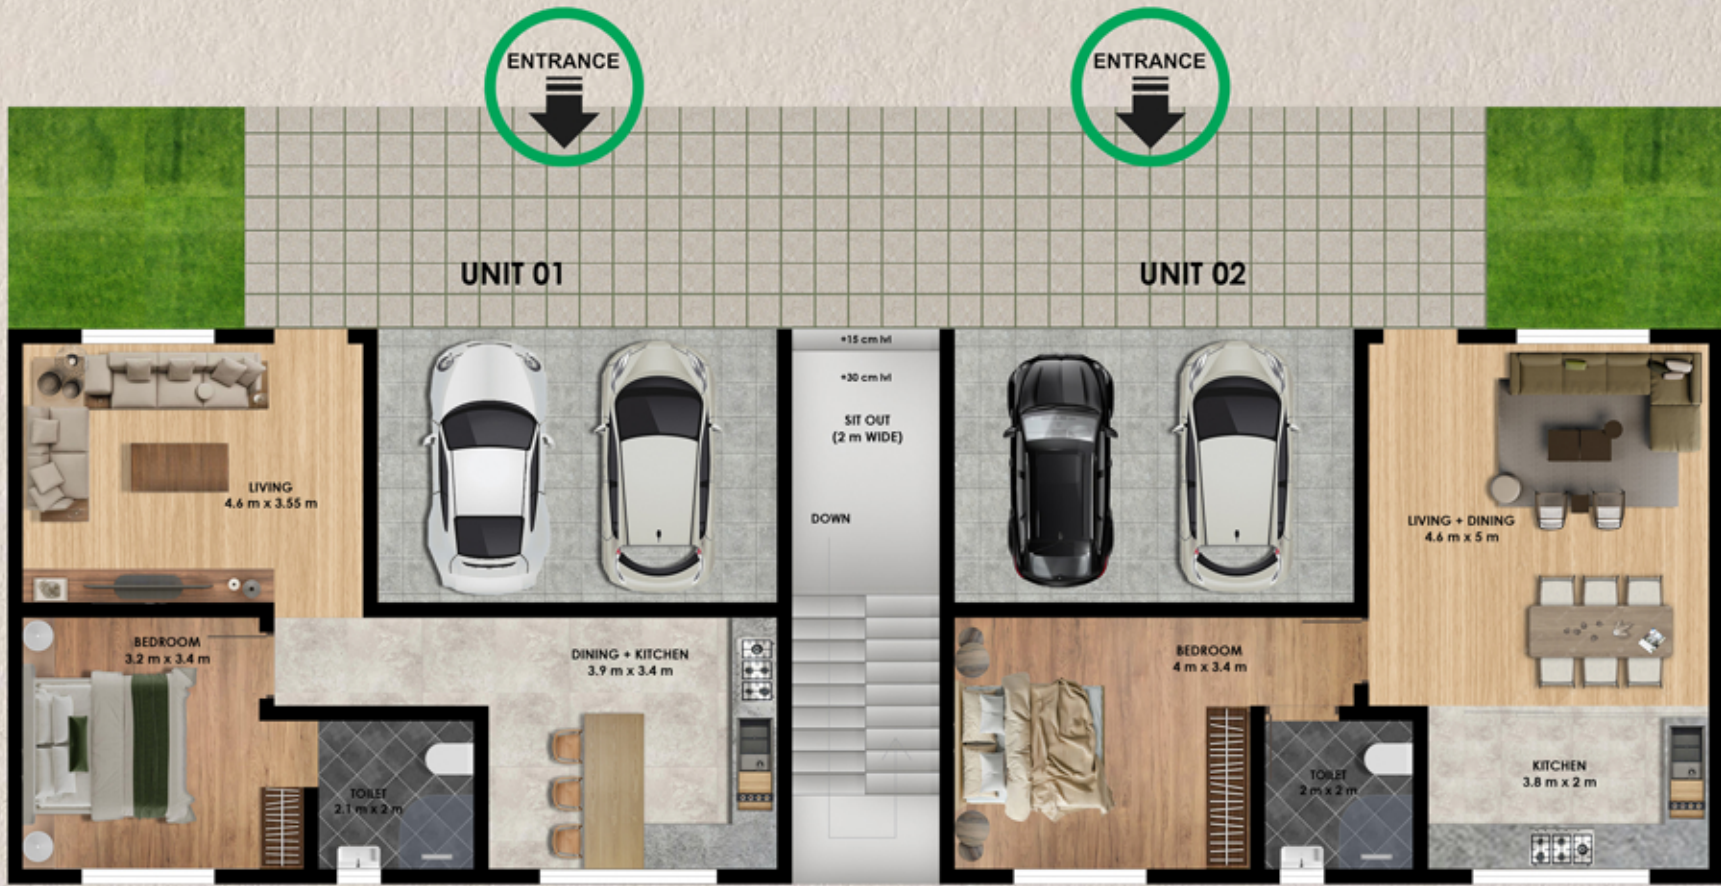 ENTRANCE
ENTRANCE
UNIT 01
UNIT 02
+15 cm lvl
+30 cm lvl
SIT OUT
(2 m WIDE)
DOWN
LIVING
4.6 m x 3.55 m
LIVING + DINING
4.6 m x 5 m
BEDROOM
3.2 m x 3.4 m
DINING + KITCHEN
3.9 m x 3.4 m
BEDROOM
4 m x 3.4 m
TOILET
2.1 m x 2 m
TOILET
2 m x 2 m
KITCHEN
3.8 m x 2 m